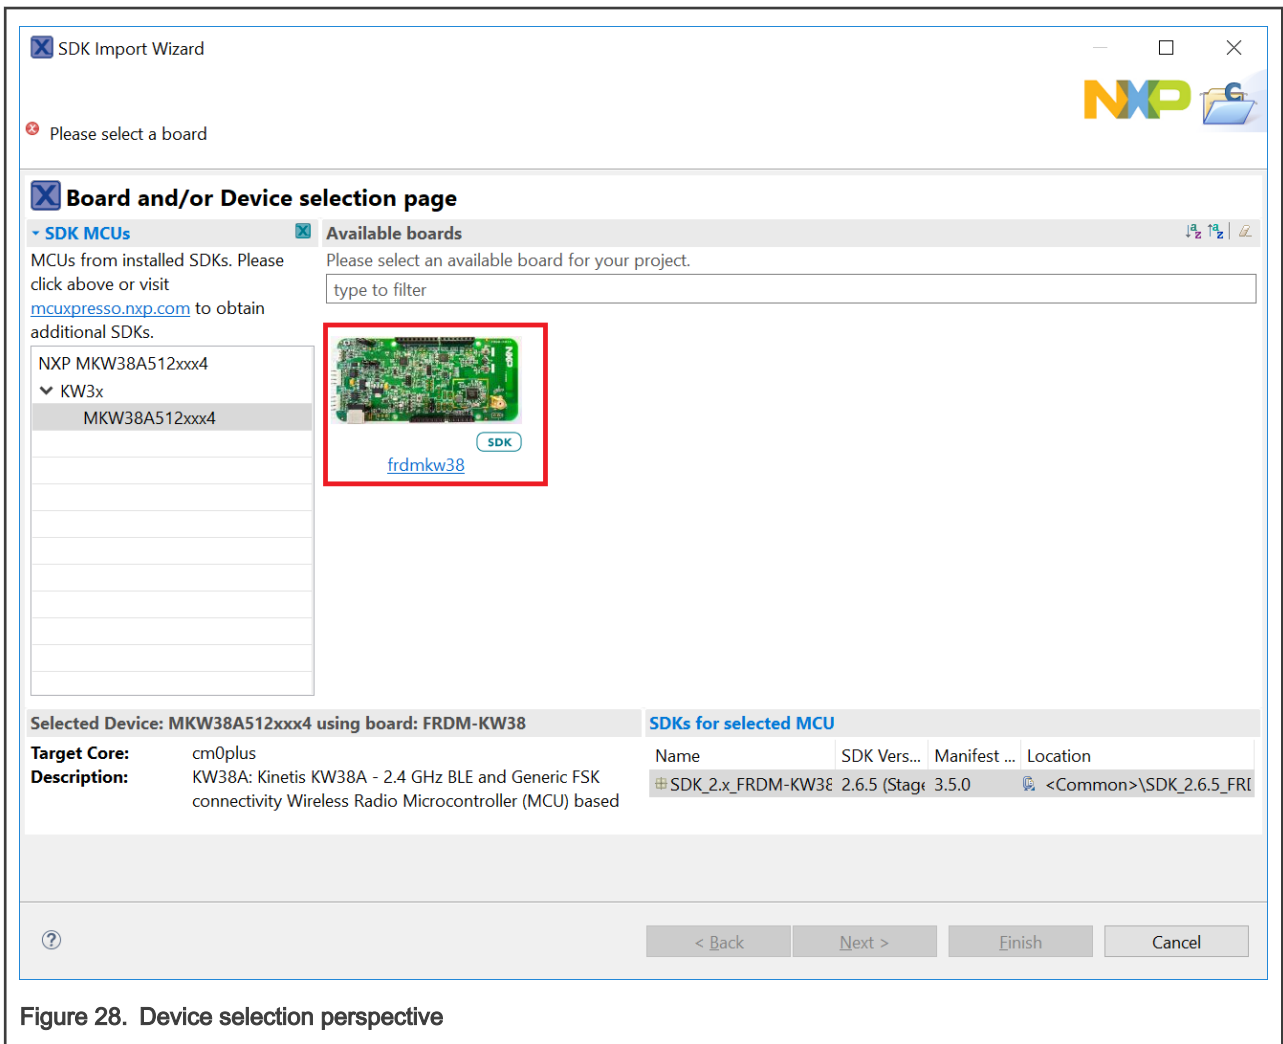 SDK Import Wizard
NXP
C
Please select a board
Board and/or Device selection page
SDK MCUs
MCUs from installed SDKs. Please
click above or visit
mcuxpresso.nxp.com to obtain
additional SDKs.
NXP MKW38A512xxx4
KW3x
MKW38A512xxx4
Available boards
Please select an available board for your project.
type to filter
NXP
SDK
frdmkw38
Selected Device: MKW38A512xxx4 using board: FRDM-KW38
Target Core: cm0plus
Description: KW38A: Kinetis KW38A - 2.4 GHz BLE and Generic FSK
connectivity Wireless Radio Microcontroller (MCU) based
SDKs for selected MCU
Name SDK Vers... Manifest ... Location
SDK_2.x_FRDM-KW38 2.6.5 (Stage 3.5.0 <Common>\SDK_2.6.5_FRD
< Back Next > Finish Cancel
Figure 28. Device selection perspective